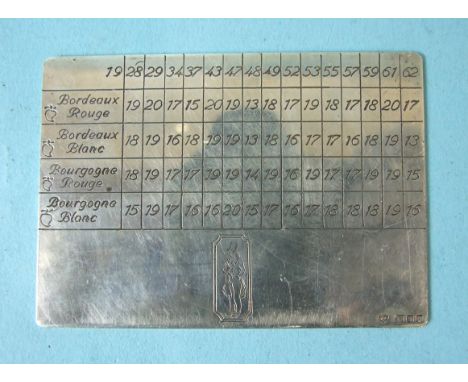 19 28 29 34 37 43 47 48 49 52 53 55 57 59 61 62
Bordeaux 19 20 17 15 20 19 13 18 17 19 18 17 18 20 17
Rouge
Bordeaux 18 19 16 18 19 19 13 18 16 17 17 16 18 19 13
Blanc
Bourgogne 18 19 17 17 19 19 14 19 16 19 17 17 19 19 15
Rouge
Bourgogne 15 19 17 16 16 20 15 17 16 17 18 18 18 19 16
Blanc